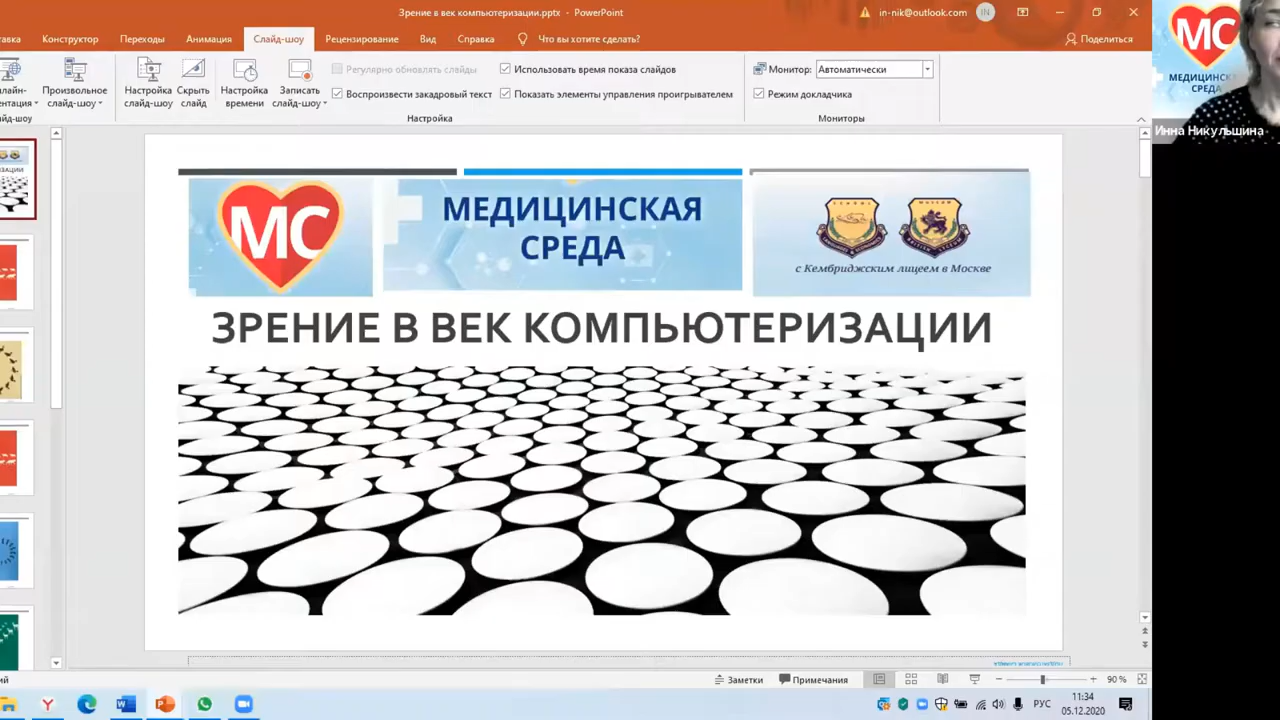 Зрение в век компьютеризации.pptx - PowerPoint
in-nik@outlook.com
IN
Конструктор
Переходы
Анимация
Слайд-шоу
Рецензирование
Вид
Справка
Что вы хотите сделать?
Поделиться
Произвольное
слайд-шоу
Настройка
слайд-шоу
Скрыть
слайд
Настройка
времени
Записать
слайд-шоу
Регулярно обновлять слайды
Воспроизвести закадровый текст
Использовать время показа слайдов
Показать элементы управления проигрывателем
Настройка
Монитор:
Автоматически
Режим докладчика
Мониторы
МС
МЕДИЦИНСКАЯ
СРЕДА
с Кембриджским лицеем в Москве
ЗРЕНИЕ В ВЕК КОМПЬЮТЕРИЗАЦИИ
МС
СРЕДА
Инна Никульшина
Заметки
Примечания
90 %
РУС
11:34
05.12.2020